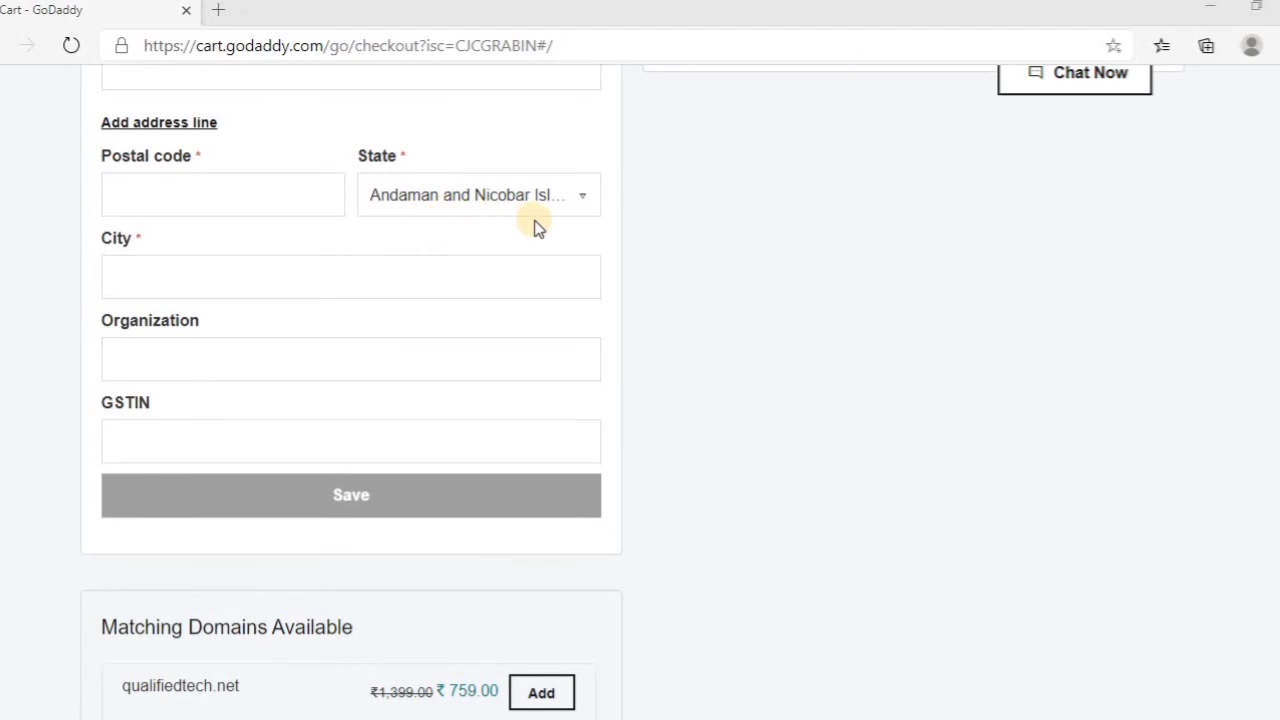 Cart - GoDaddy
https://cart.godaddy.com/go/checkout?isc=CJCGRABIN#/
Chat Now
Add address line
Postal code * State *
Andaman and Nicobar Isl...
City *
Organization
GSTIN
Save
Matching Domains Available
qualifiedtech.net ₹1,399.00 ₹ 759.00 Add